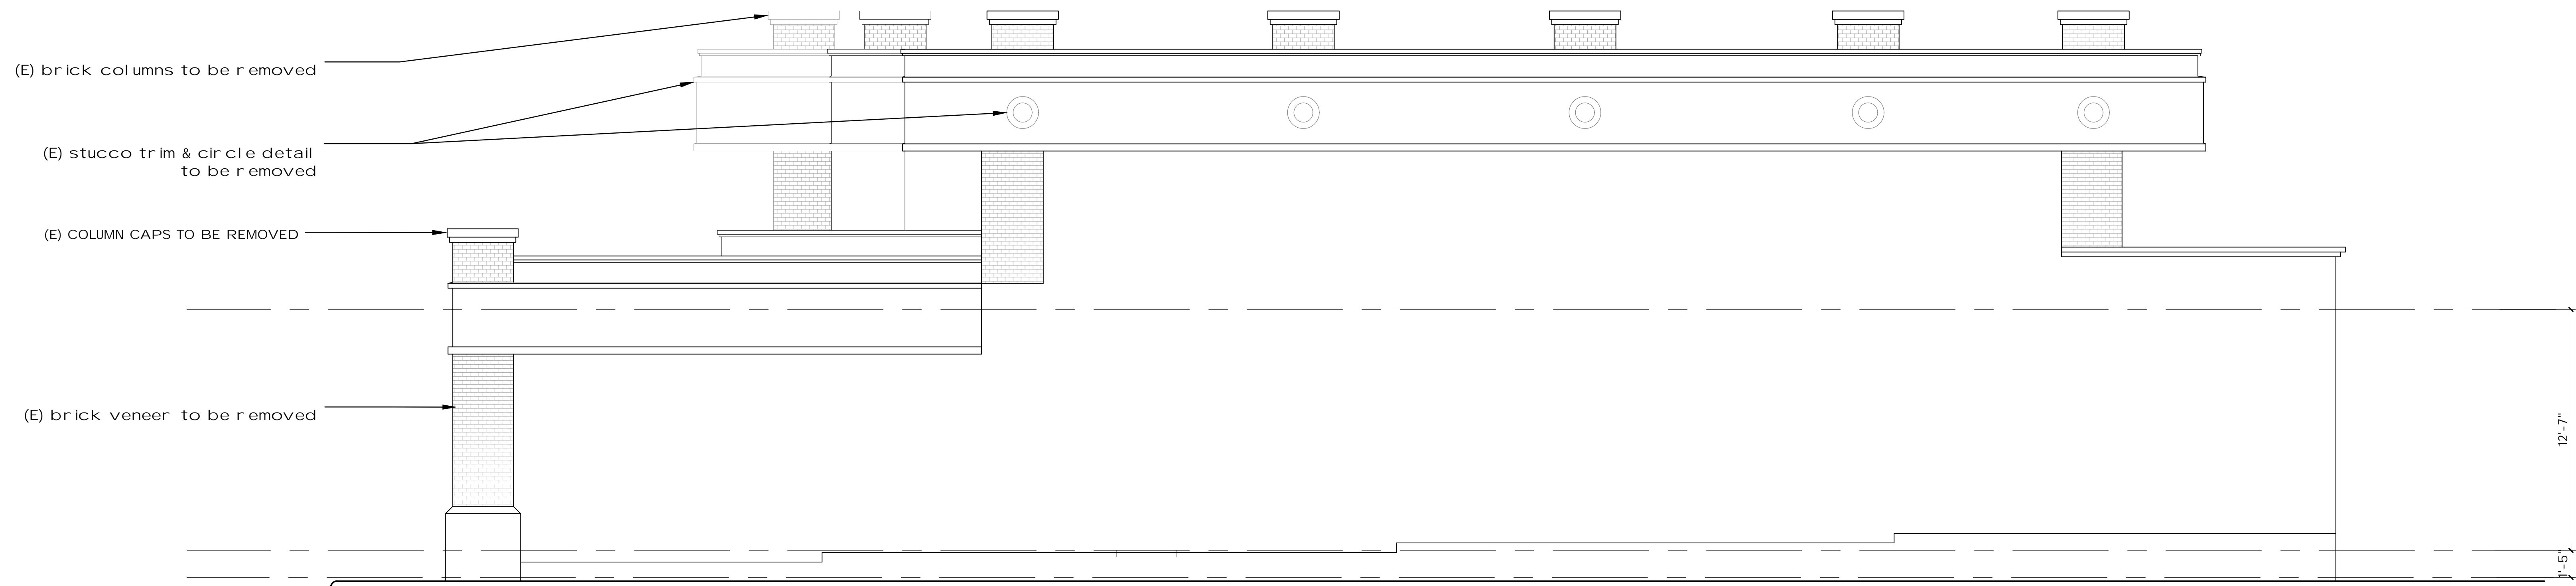 (E) brick columns to be removed
(E) stucco trim & circle detail
to be removed
(E) COLUMN CAPS TO BE REMOVED
(E) brick veneer to be removed
12'-7"
1'-5"